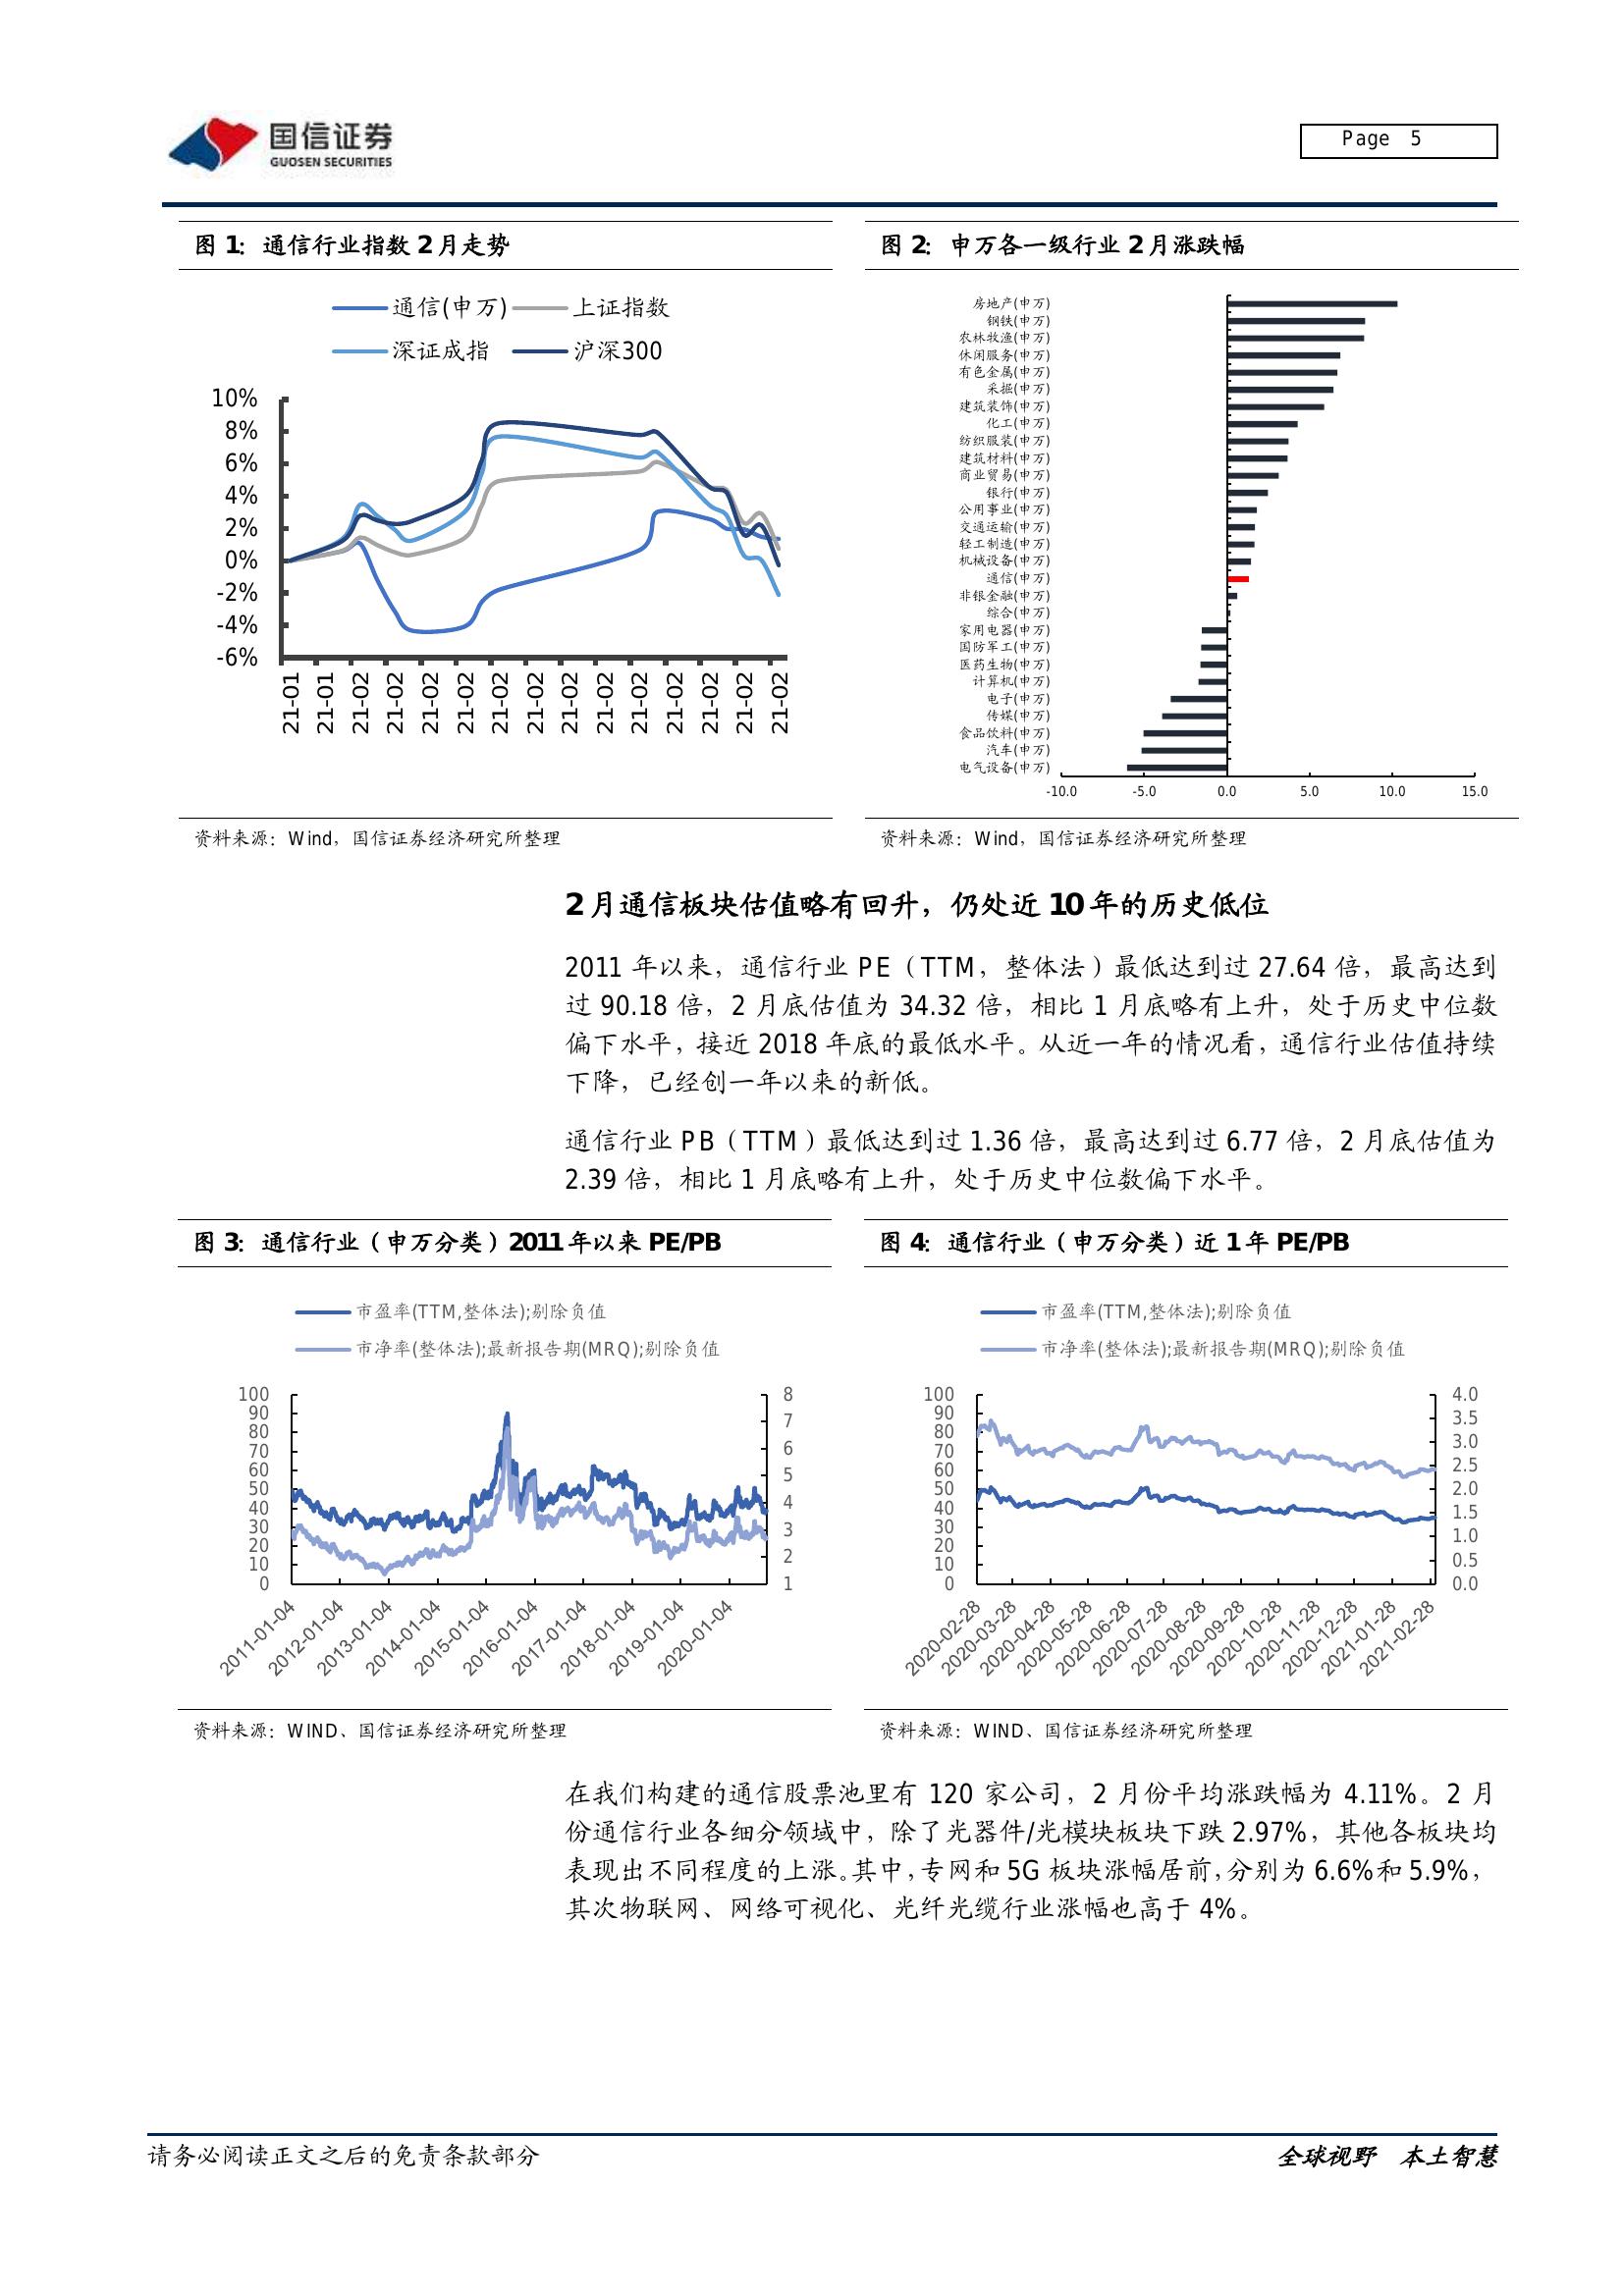 国信证券
GUOSEN SECURITIES
Page 5
图 1：通信行业指数 2 月走势
通信(申万)
上证指数
深证成指
沪深300
10%
8%
6%
4%
2%
0%
-2%
-4%
-6%
21-01
21-01
21-02
21-02
21-02
21-02
21-02
21-02
21-02
21-02
21-02
21-02
21-02
21-02
21-02
资料来源：Wind，国信证券经济研究所整理
图 2：申万各一级行业 2 月涨跌幅
房地产(申万)
钢铁(申万)
农林牧渔(申万)
休闲服务(申万)
有色金属(申万)
采掘(申万)
建筑装饰(申万)
化工(申万)
纺织服装(申万)
建筑材料(申万)
商业贸易(申万)
银行(申万)
公用事业(申万)
交通运输(申万)
轻工制造(申万)
机械设备(申万)
通信(申万)
非银金融(申万)
综合(申万)
家用电器(申万)
国防军工(申万)
医药生物(申万)
计算机(申万)
电子(申万)
传媒(申万)
食品饮料(申万)
汽车(申万)
电气设备(申万)
-10.0 -5.0 0.0 5.0 10.0 15.0
资料来源：Wind，国信证券经济研究所整理
2 月通信板块估值略有回升，仍处近 10 年的历史低位
2011 年以来，通信行业 PE（TTM，整体法）最低达到过 27.64 倍，最高达到
过 90.18 倍，2 月底估值为 34.32 倍，相比 1 月底略有上升，处于历史中位数
偏下水平，接近 2018 年底的最低水平。从近一年的情况看，通信行业估值持续
下降，已经创一年以来的新低。
通信行业 PB（TTM）最低达到过 1.36 倍，最高达到过 6.77 倍，2 月底估值为
2.39 倍，相比 1 月底略有上升，处于历史中位数偏下水平。
图 3：通信行业（申万分类）2011 年以来 PE/PB
市盈率(TTM,整体法);剔除负值
市净率(整体法);最新报告期(MRQ);剔除负值
100
90
80
70
60
50
40
30
20
10
0
8
7
6
5
4
3
2
1
2011-01-04
2012-01-04
2013-01-04
2014-01-04
2015-01-04
2016-01-04
2017-01-04
2018-01-04
2019-01-04
2020-01-04
资料来源：WIND、国信证券经济研究所整理
图 4：通信行业（申万分类）近 1 年 PE/PB
市盈率(TTM,整体法);剔除负值
市净率(整体法);最新报告期(MRQ);剔除负值
100
90
80
70
60
50
40
30
20
10
0
4.0
3.5
3.0
2.5
2.0
1.5
1.0
0.5
0.0
2020-02-28
2020-03-28
2020-04-28
2020-05-28
2020-06-28
2020-07-28
2020-08-28
2020-09-28
2020-10-28
2020-11-28
2020-12-28
2021-01-28
2021-02-28
资料来源：WIND、国信证券经济研究所整理
在我们构建的通信股票池里有 120 家公司，2 月份平均涨跌幅为 4.11%。2 月
份通信行业各细分领域中，除了光器件/光模块板块下跌 2.97%，其他各板块均
表现出不同程度的上涨。其中，专网和 5G 板块涨幅居前，分别为 6.6%和 5.9%，
其次物联网、网络可视化、光纤光缆行业涨幅也高于 4%。
请务必阅读正文之后的免责条款部分
全球视野 本土智慧